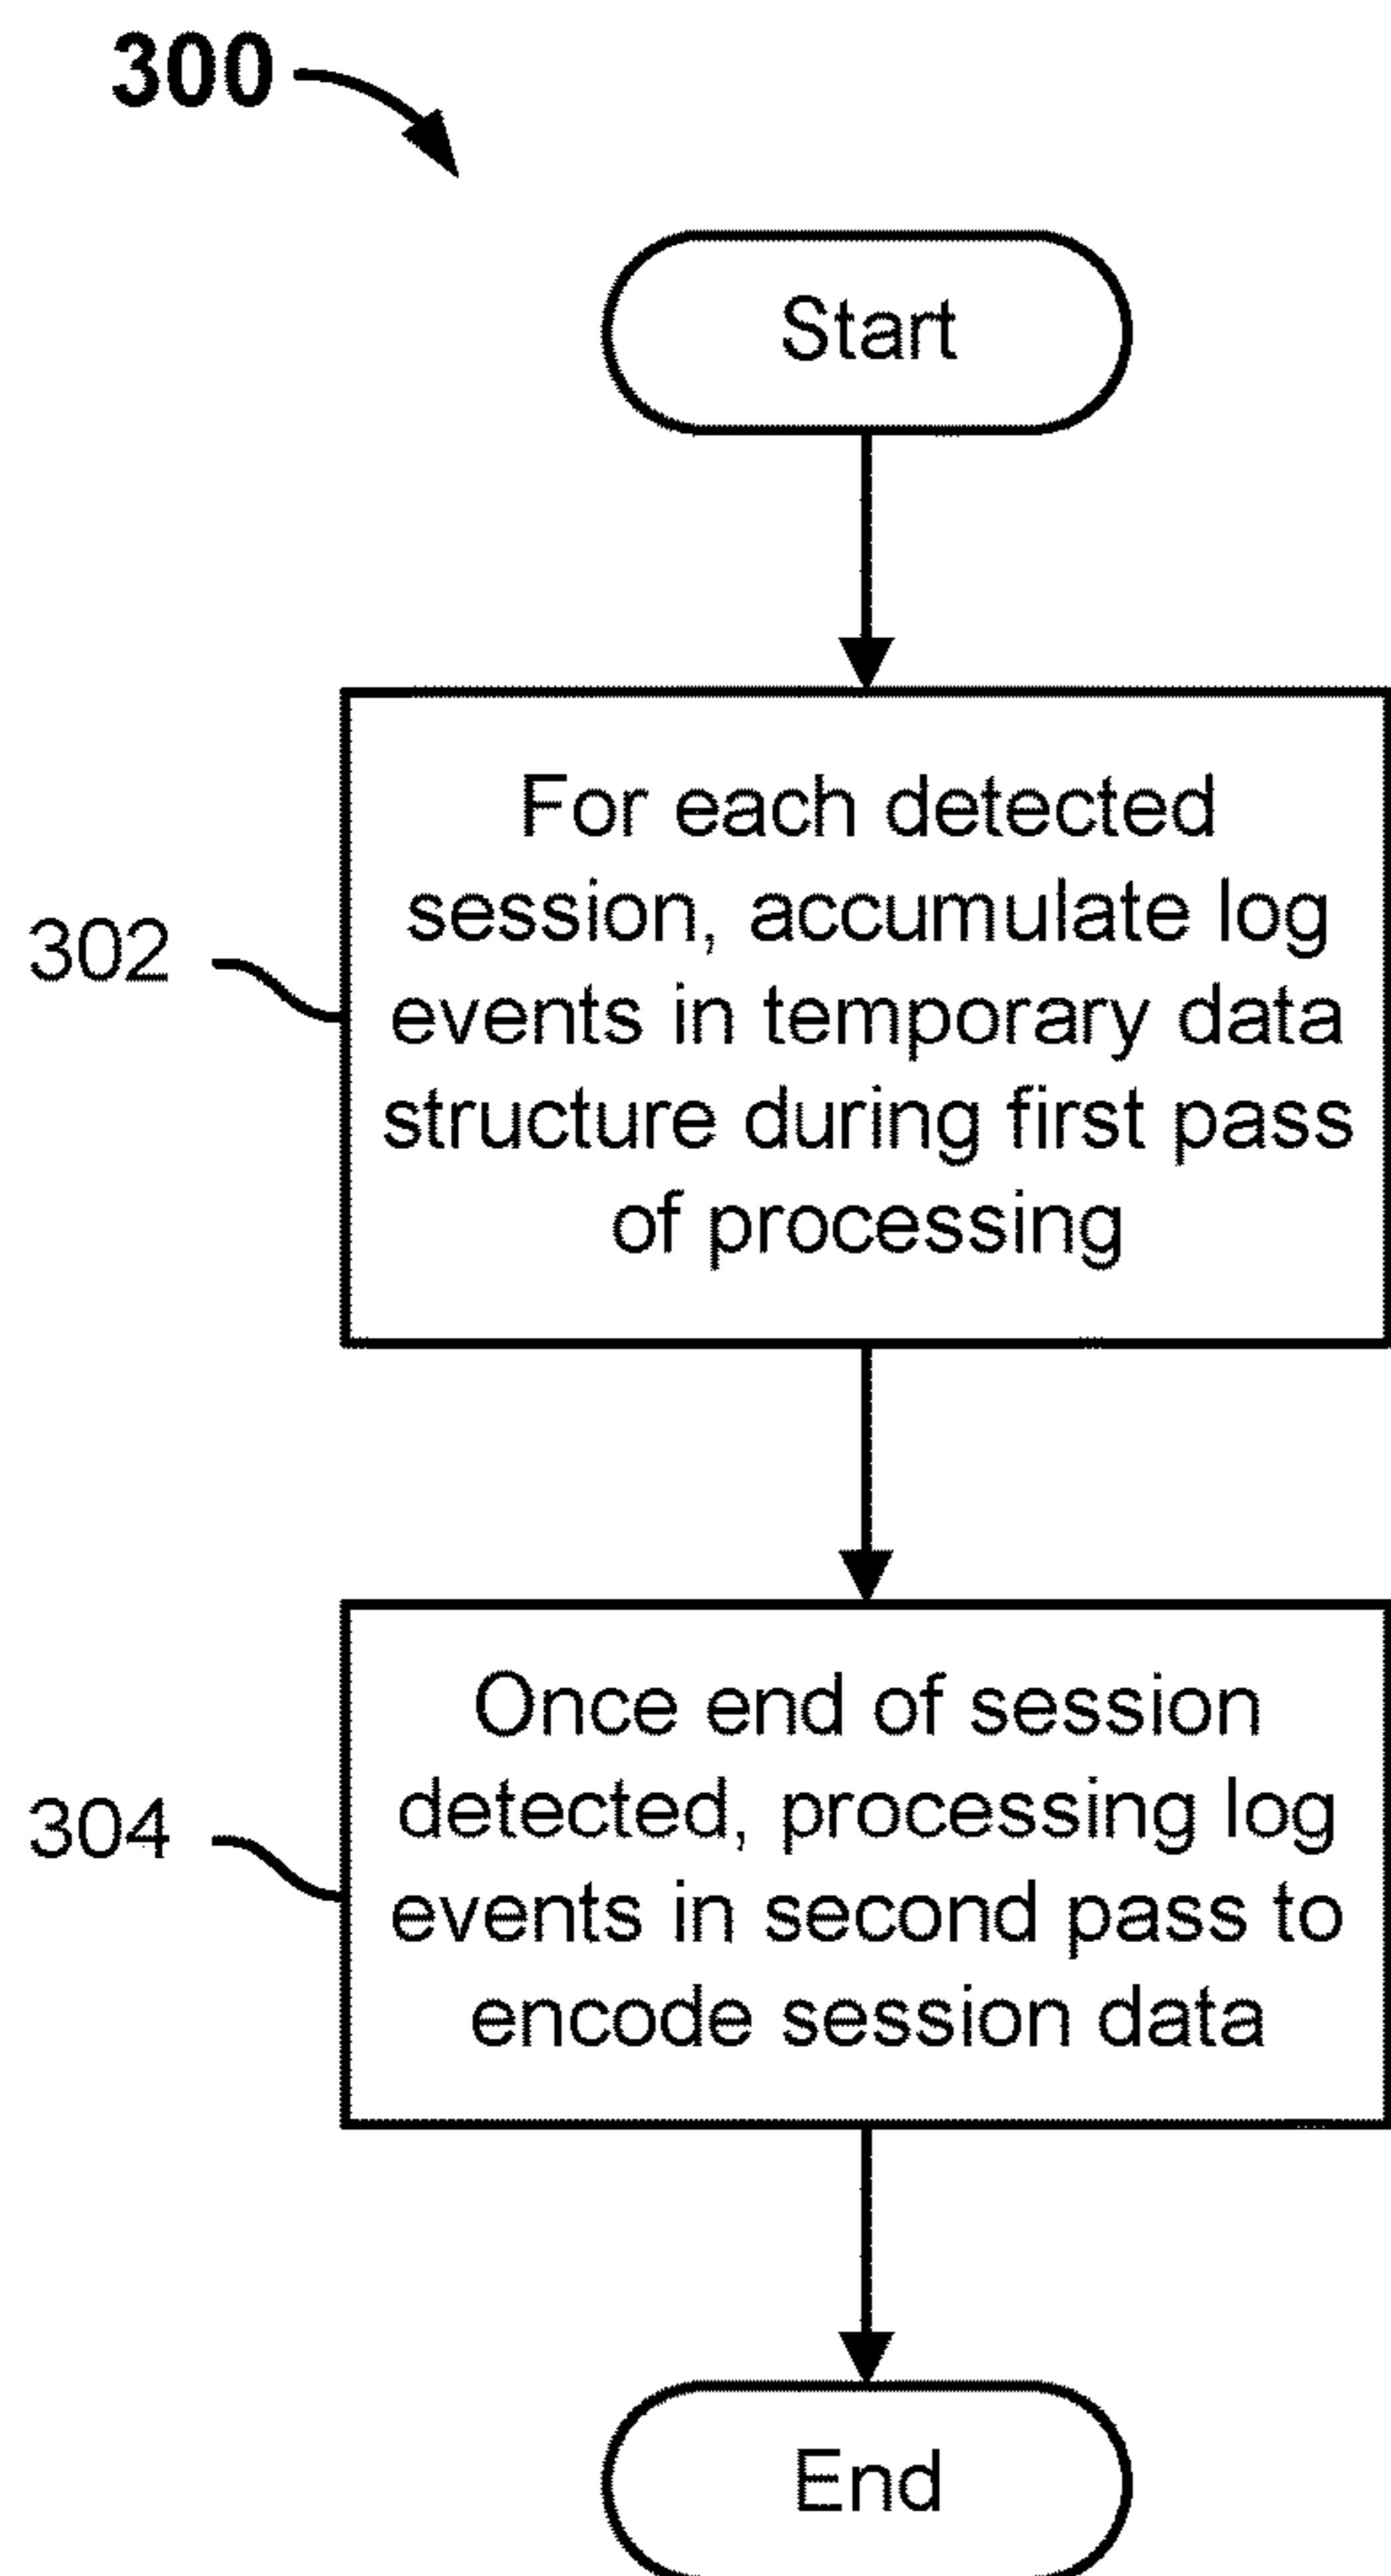 300
Start
302
For each detected
session, accumulate log
events in temporary data
structure during first pass
of processing
304
Once end of session
detected, processing log
events in second pass to
encode session data
End